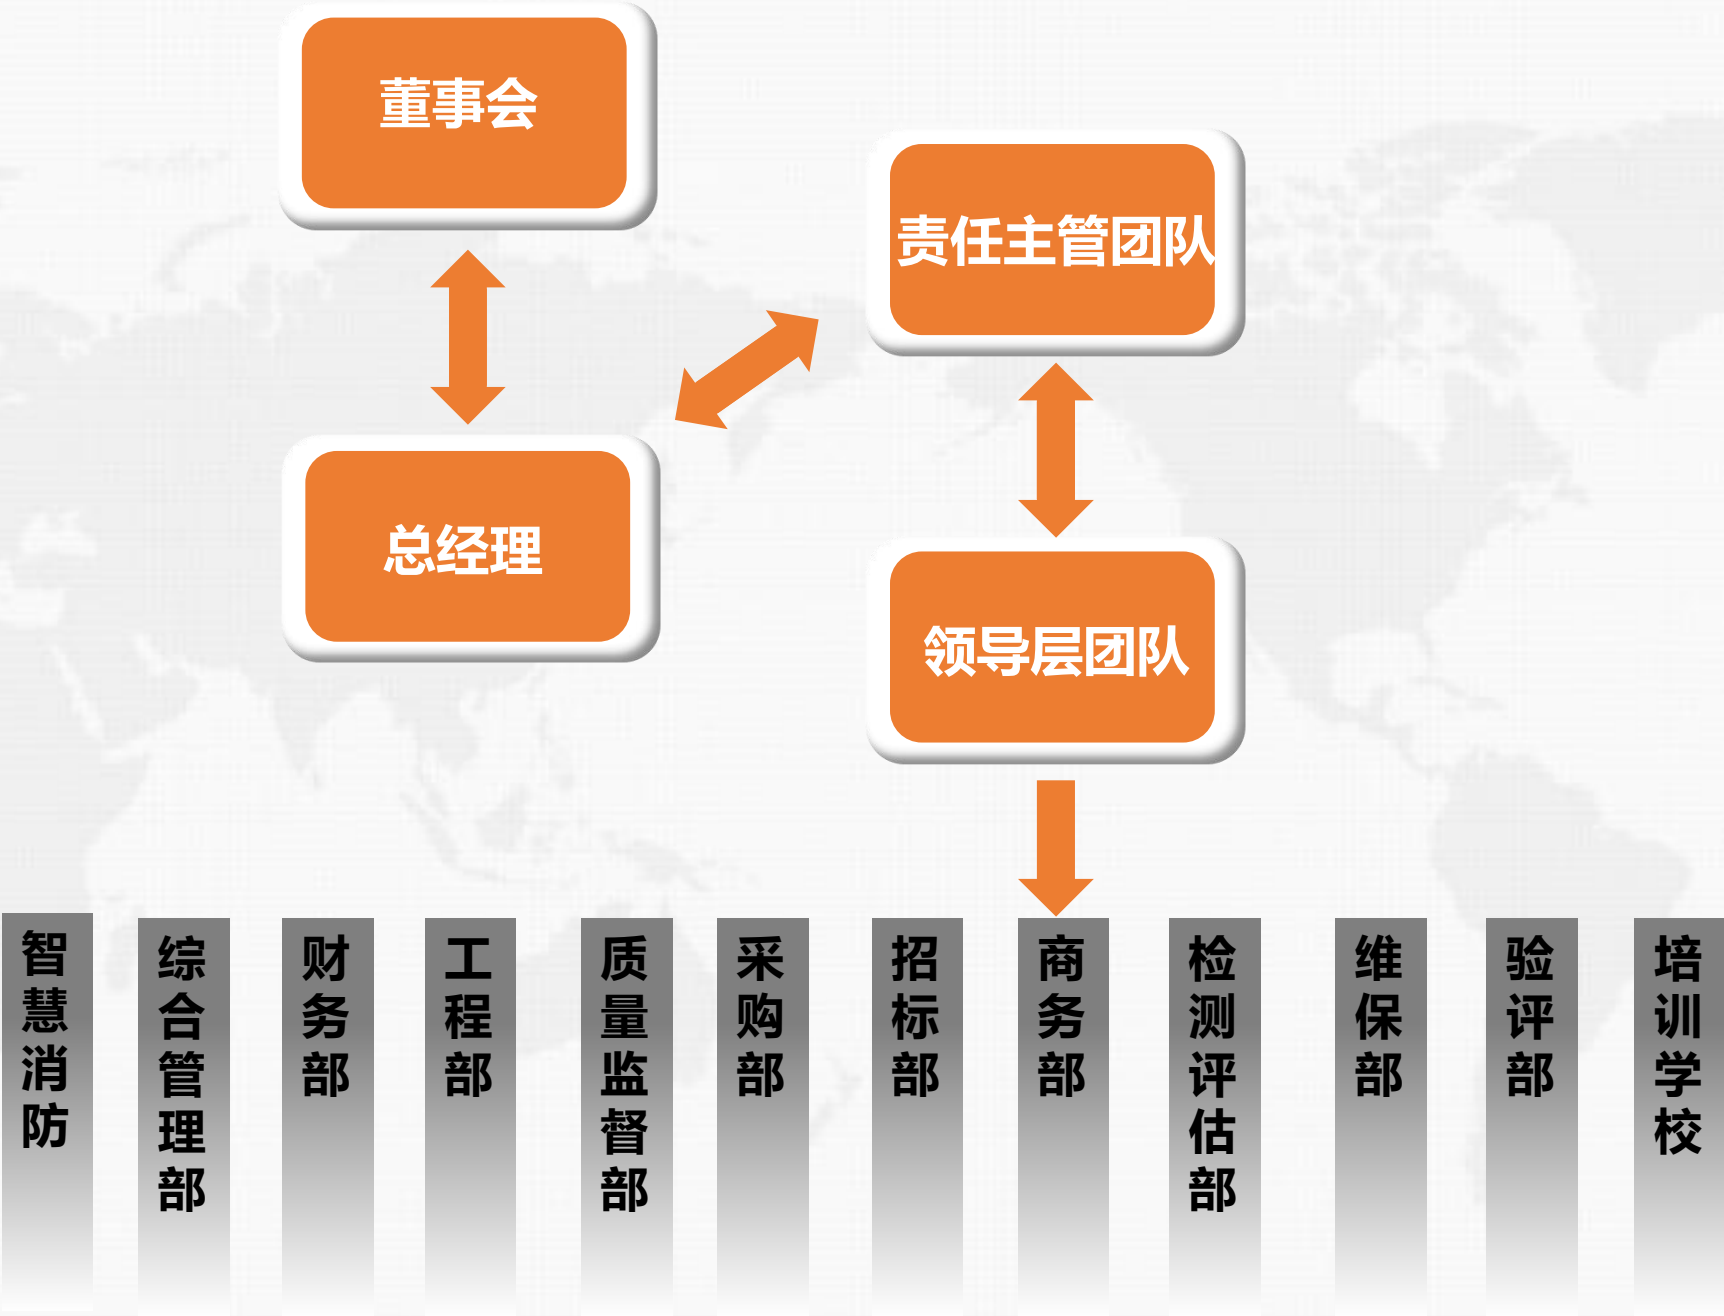 董事会
责任主管团队
总经理
领导层团队
智慧消防
综合管理部
财务部
工程部
质量监督部
采购部
招标部
商务部
检测评估部
维保部
验评部
培训学校